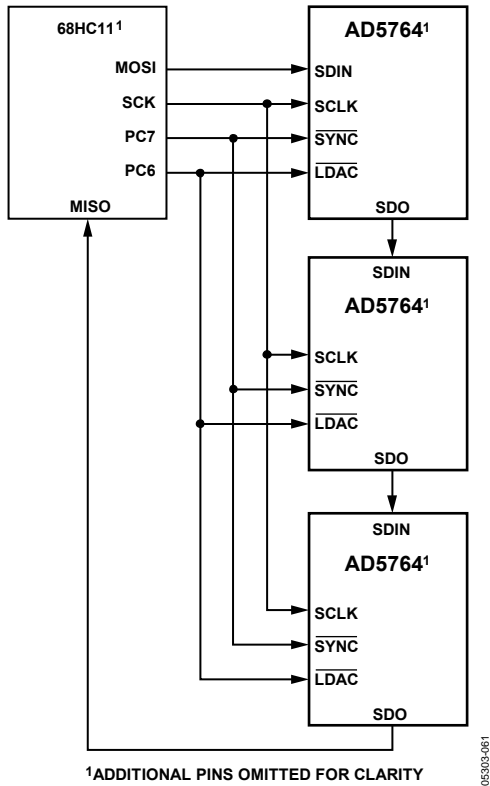 68HC11¹
MOSI
SCK
PC7
PC6
MISO
AD5764¹
SDIN
SCLK
SYNC
LDAC
SDO
SDIN
AD5764¹
SCLK
SYNC
LDAC
SDO
SDIN
AD5764¹
SCLK
SYNC
LDAC
SDO
¹ADDITIONAL PINS OMITTED FOR CLARITY
05303-061